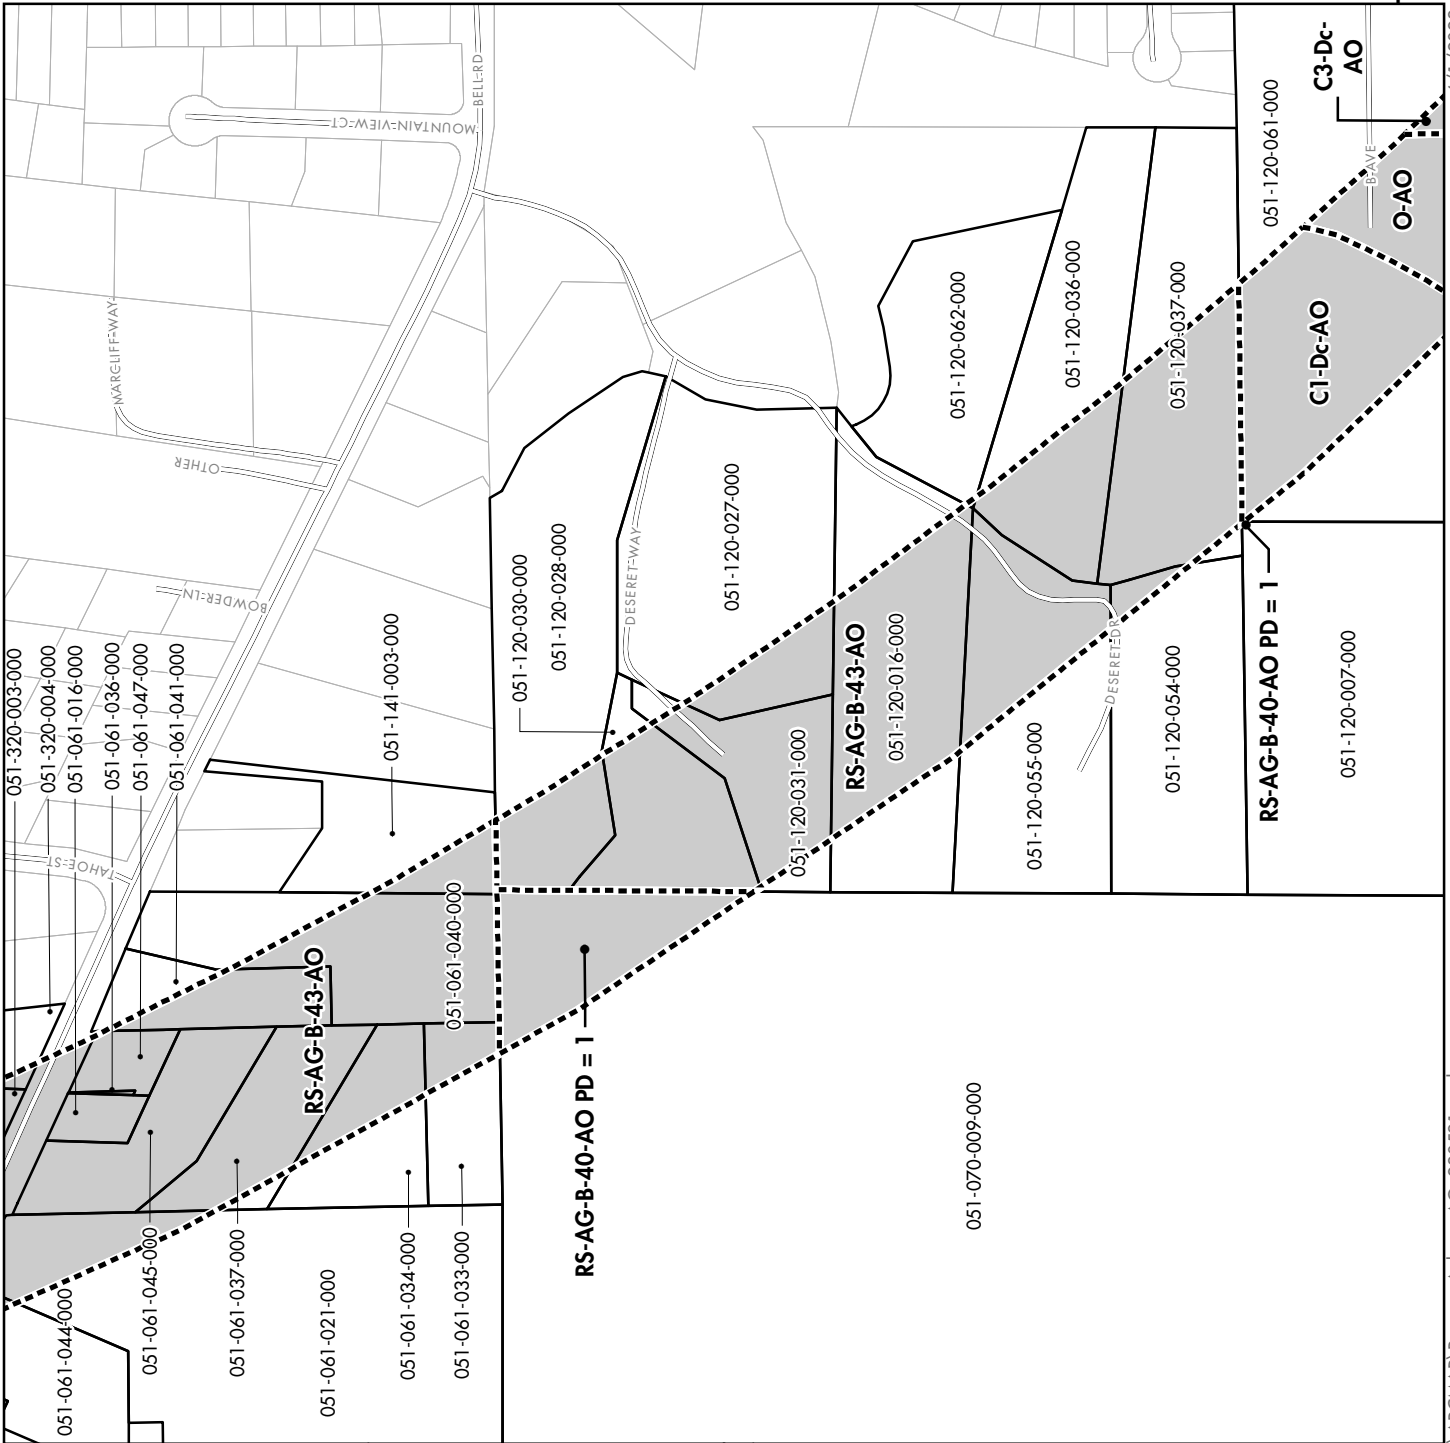 C3-Dc-
AO
051-120-061-000
B AVE
O-AO
C1-Dc-AO
BELL RD
MOUNTAIN VIEW CT
MARCLIFF WAY
OTHER
BOWDER LN
TAHOE ST
051-120-062-000
051-120-036-000
051-120-037-000
051-120-027-000
051-120-028-000
051-120-030-000
DESERET WAY
051-141-003-000
051-320-003-000
051-320-004-000
051-061-016-000
051-061-036-000
051-061-047-000
051-061-041-000
RS-AG-B-43-AO
051-120-016-000
051-120-031-000
DESERET DR
051-120-055-000
051-120-054-000
RS-AG-B-40-AO PD = 1
051-120-007-000
051-061-040-000
RS-AG-B-43-AO
RS-AG-B-40-AO PD = 1
051-070-009-000
051-061-044-000
051-061-045-000
051-061-037-000
051-061-021-000
051-061-034-000
051-061-033-000